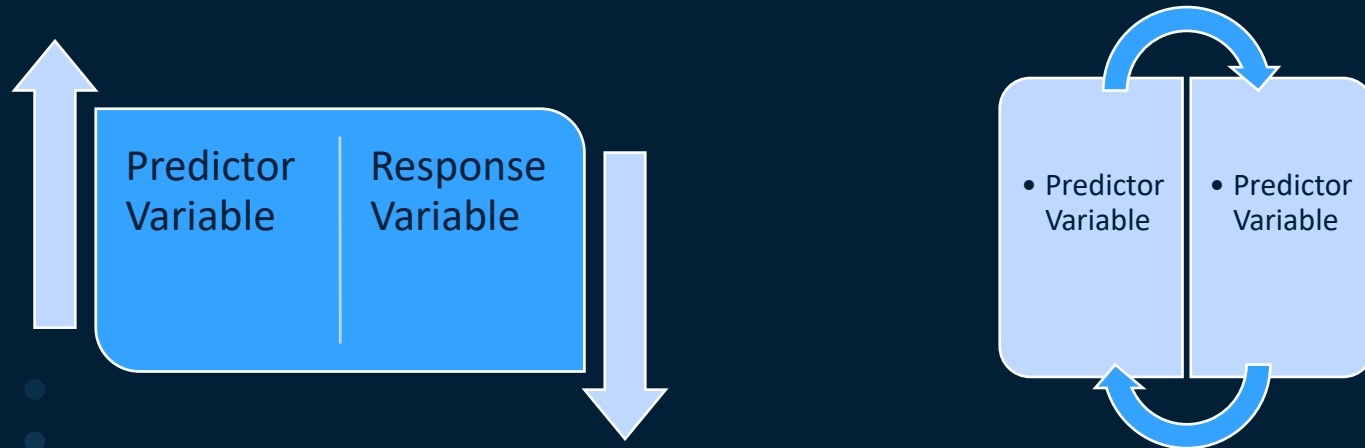 Predictor
Variable
Response
Variable
• Predictor
Variable
• Predictor
Variable